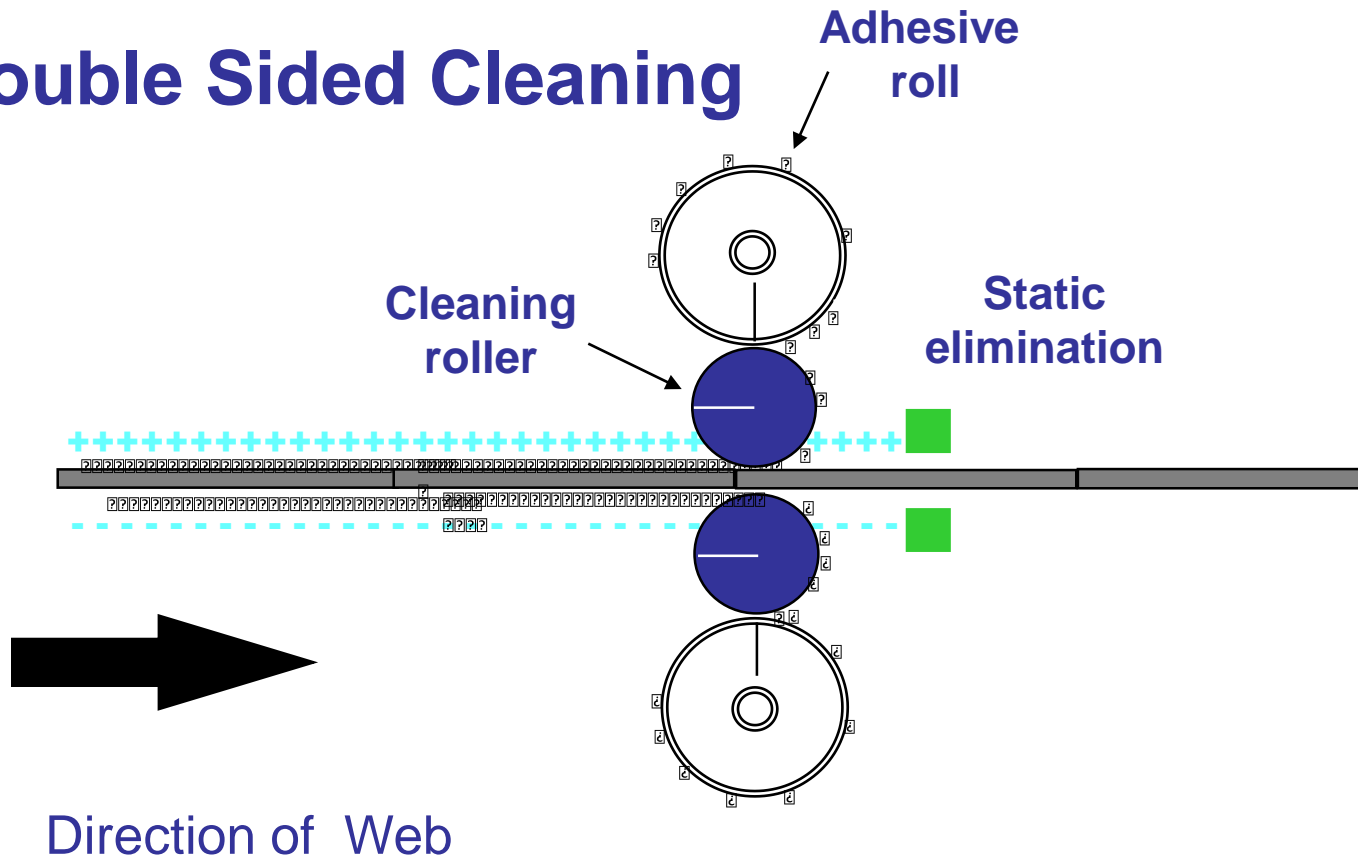 ouble Sided Cleaning
Adhesive
roll
Cleaning
roller
Static
elimination
Direction of Web